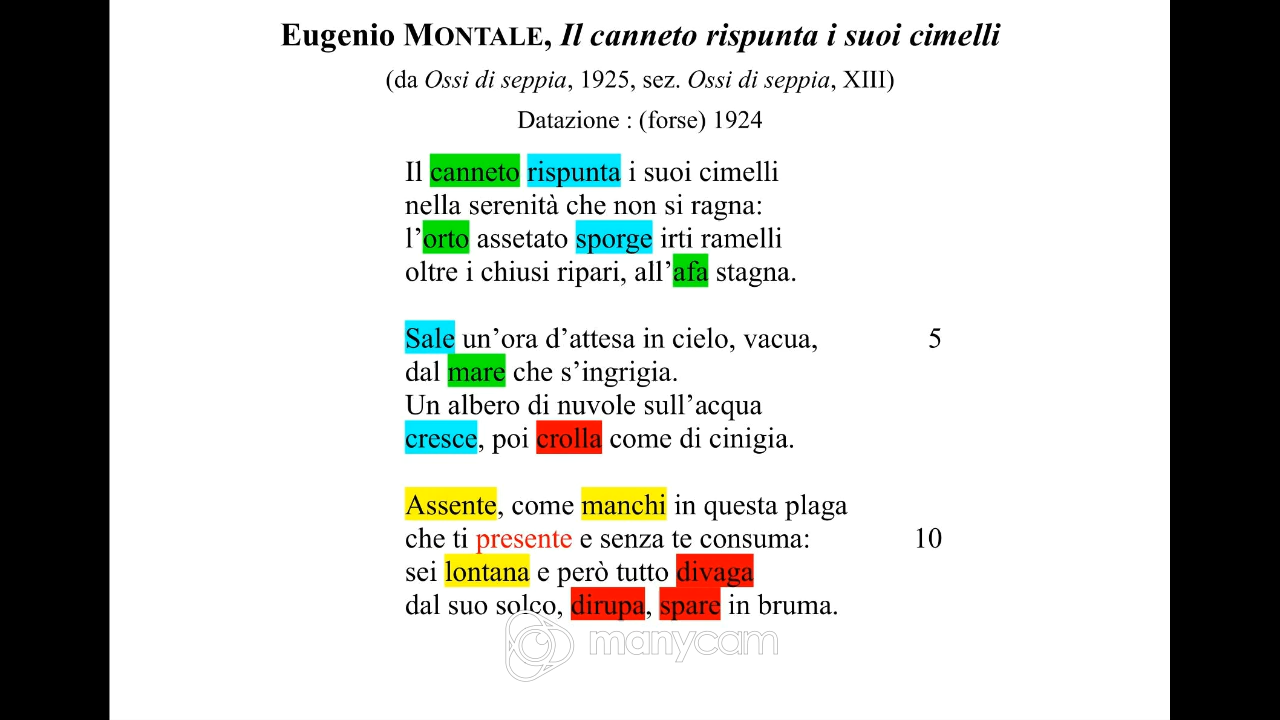 Eugenio MONTALE, Il canneto rispunta i suoi cimelli
(da Ossi di seppia, 1925, sez. Ossi di seppia, XIII)
Datazione : (forse) 1924
Il canneto rispunta i suoi cimelli
nella serenità che non si ragna:
l’orto assetato sporge irti ramelli
oltre i chiusi ripari, all’afa stagna.
Sale un’ora d’attesa in cielo, vacua, 5
dal mare che s’ingrigia.
Un albero di nuvole sull’acqua
cresce, poi crolla come di cinigia.
Assente, come manchi in questa plaga
che ti presente e senza te consuma: 10
sei lontana e però tutto divaga
dal suo solco, dirupa, spare in bruma.
manycam